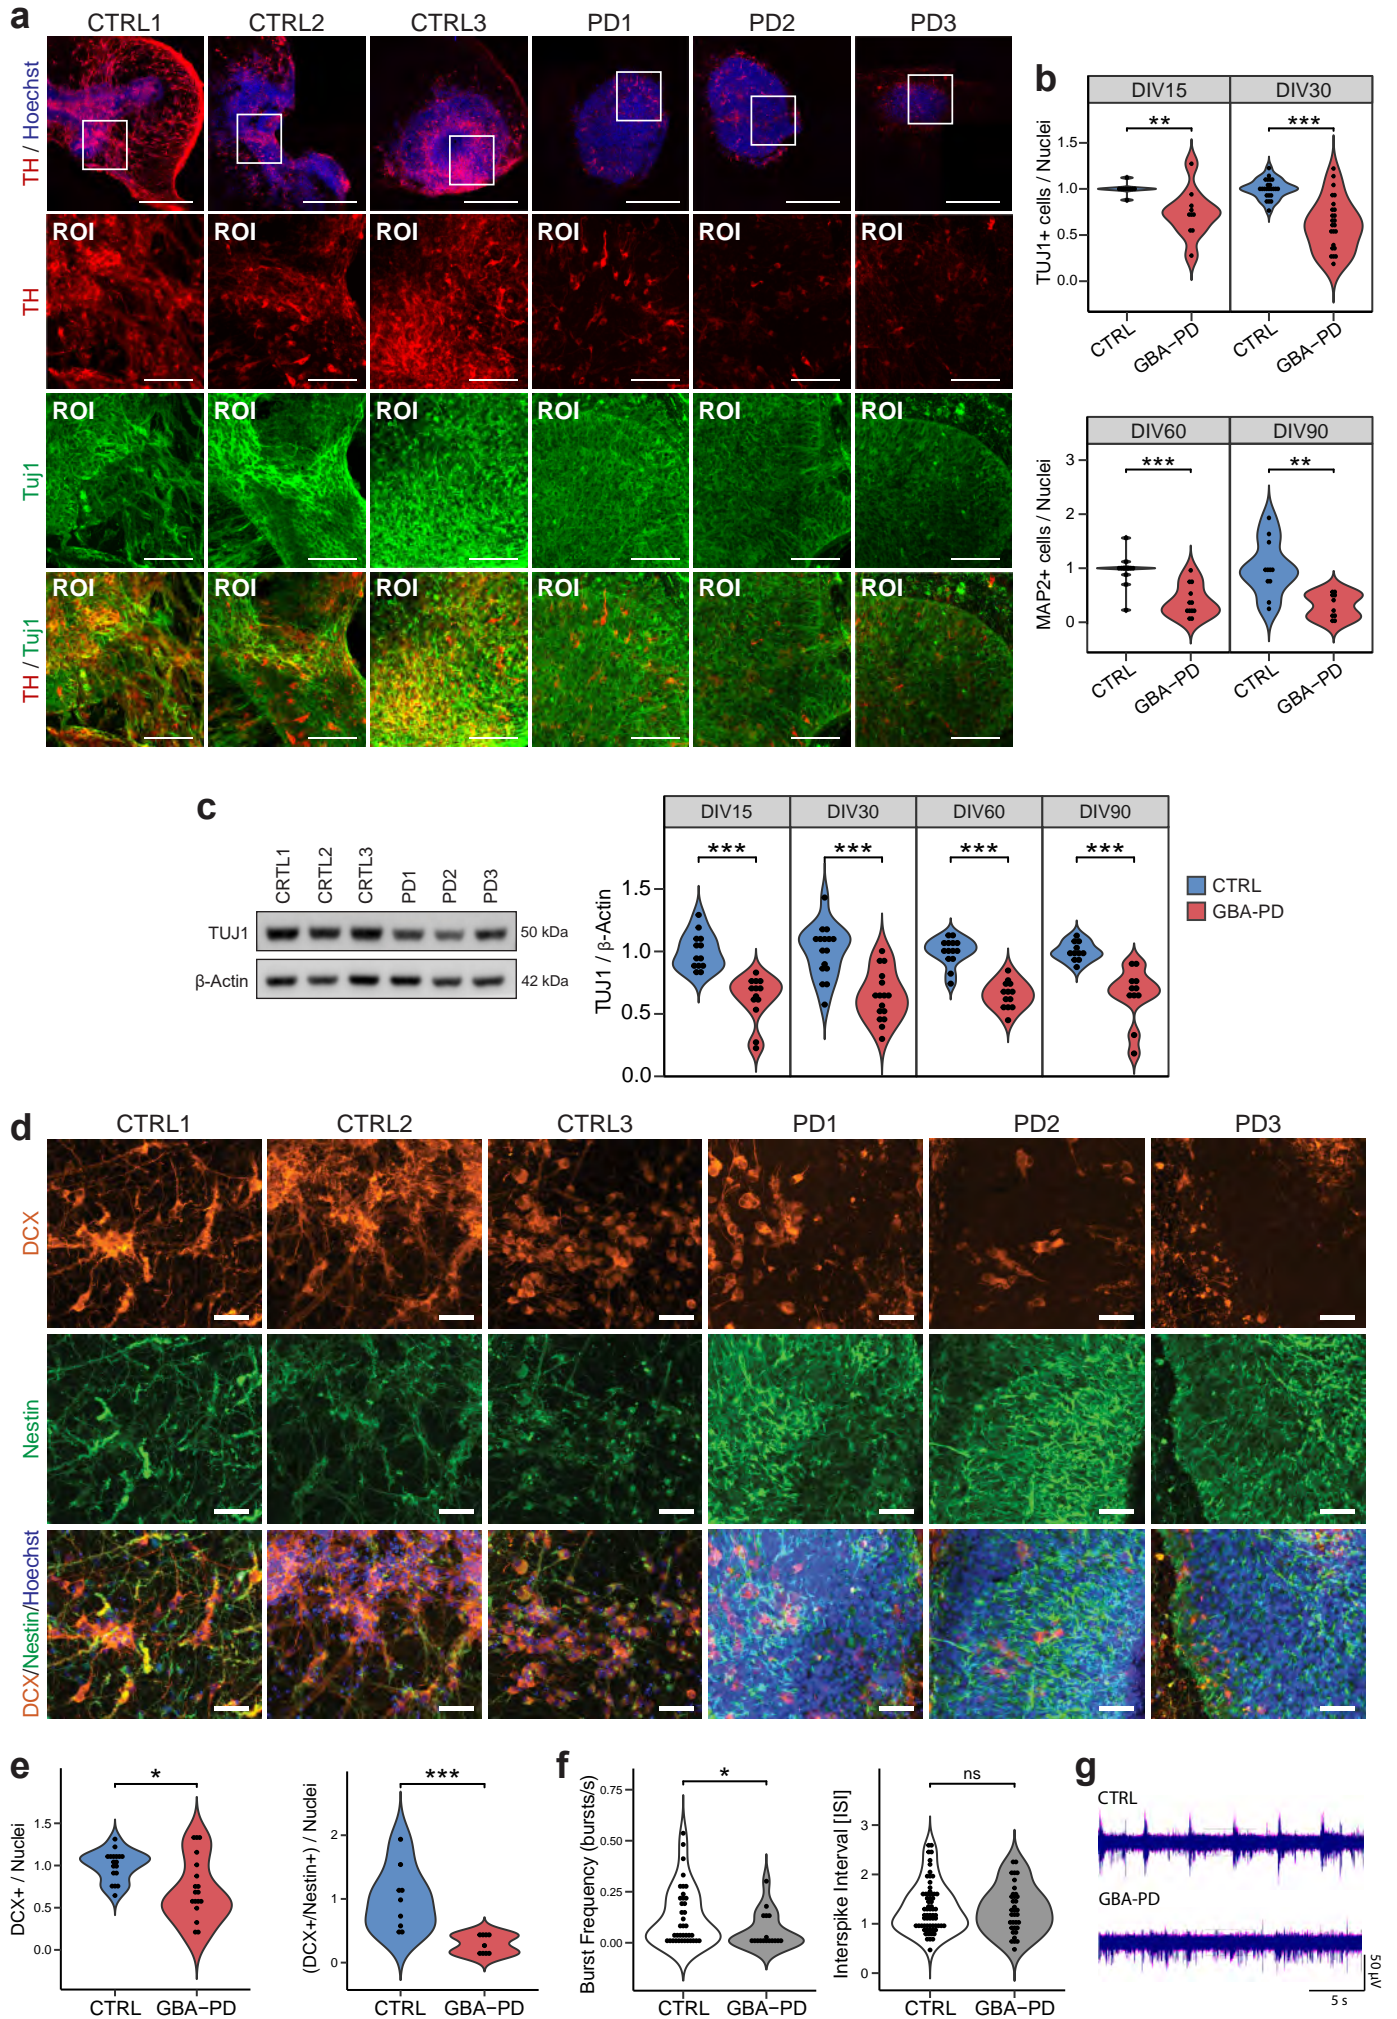 a
CTRL1 CTRL2 CTRL3 PD1 PD2 PD3
TH / Hoechst
TH
ROI ROI ROI ROI ROI ROI
Tuj1
ROI ROI ROI ROI ROI ROI
TH / Tuj1
ROI ROI ROI ROI ROI ROI
b
DIV15 DIV30
** ***
TUJ1+ cells / Nuclei
1.5
1.0
0.5
0.0
CTRL GBA-PD CTRL GBA-PD
DIV60 DIV90
*** **
MAP2+ cells / Nuclei
3
2
1
0
CTRL GBA-PD CTRL GBA-PD
c
CRTL1 CRTL2 CRTL3 PD1 PD2 PD3
TUJ1 50 kDa
β-Actin 42 kDa
DIV15 DIV30 DIV60 DIV90
*** *** *** ***
TUJ1 / β-Actin
1.5
1.0
0.5
0.0
CTRL
GBA-PD
d
CTRL1 CTRL2 CTRL3 PD1 PD2 PD3
DCX
Nestin
DCX/Nestin/Hoechst
e
*
DCX+ / Nuclei
1.5
1.0
0.5
0.0
CTRL GBA-PD
***
(DCX+/Nestin+) / Nuclei
2
1
0
CTRL GBA-PD
f
*
Burst Frequency (bursts/s)
0.75
0.50
0.25
0.00
CTRL GBA-PD
ns
Interspike Interval [ISI]
3
2
1
0
CTRL GBA-PD
g
CTRL
GBA-PD
50 µV
5 s